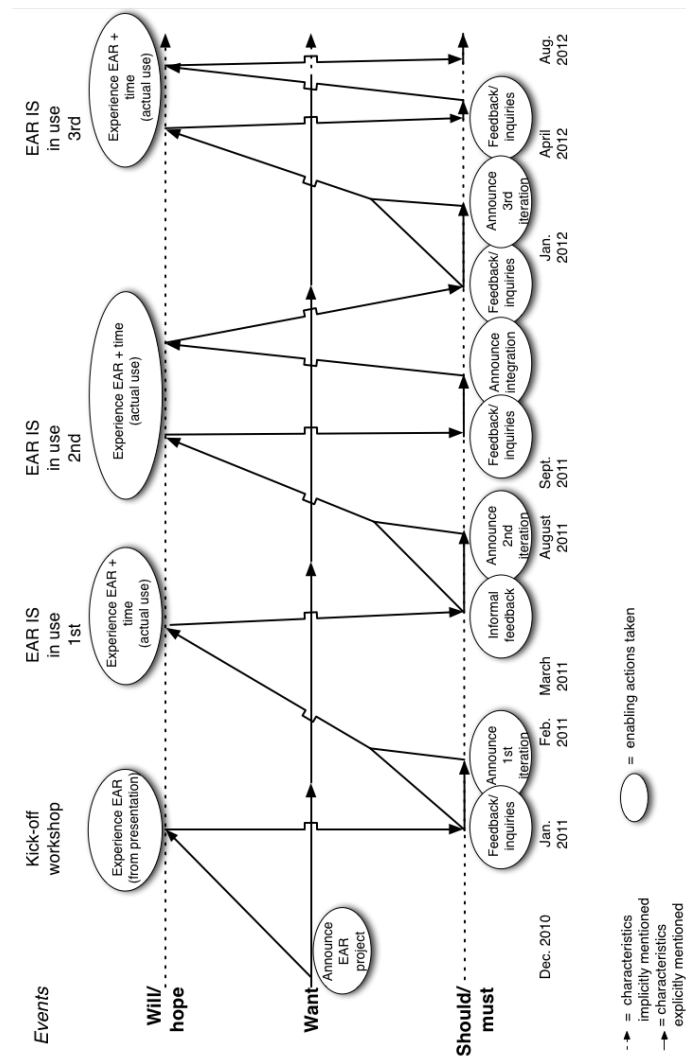 Events
Kick-off
workshop
EAR IS
in use
1st
EAR IS
in use
2nd
EAR IS
in use
3rd
Will/
hope
Experience EAR
(from presentation)
Experience EAR +
time
(actual use)
Experience EAR + time
(actual use)
Experience EAR +
time
(actual use)
Want
Announce
EAR
project
Should/
must
Feedback/
inquiries
Announce
1st
iteration
Informal
feedback
Announce
2nd
iteration
Feedback/
inquiries
Announce
integration
Feedback/
inquiries
Announce
3rd
iteration
Feedback/
inquiries
Dec. 2010
Jan.
2011
Feb.
2011
March
2011
August
2011
Sept.
2011
Jan.
2012
April
2012
Aug.
2012
= characteristics
implicitly mentioned
= characteristics
explicitly mentioned
= enabling actions taken